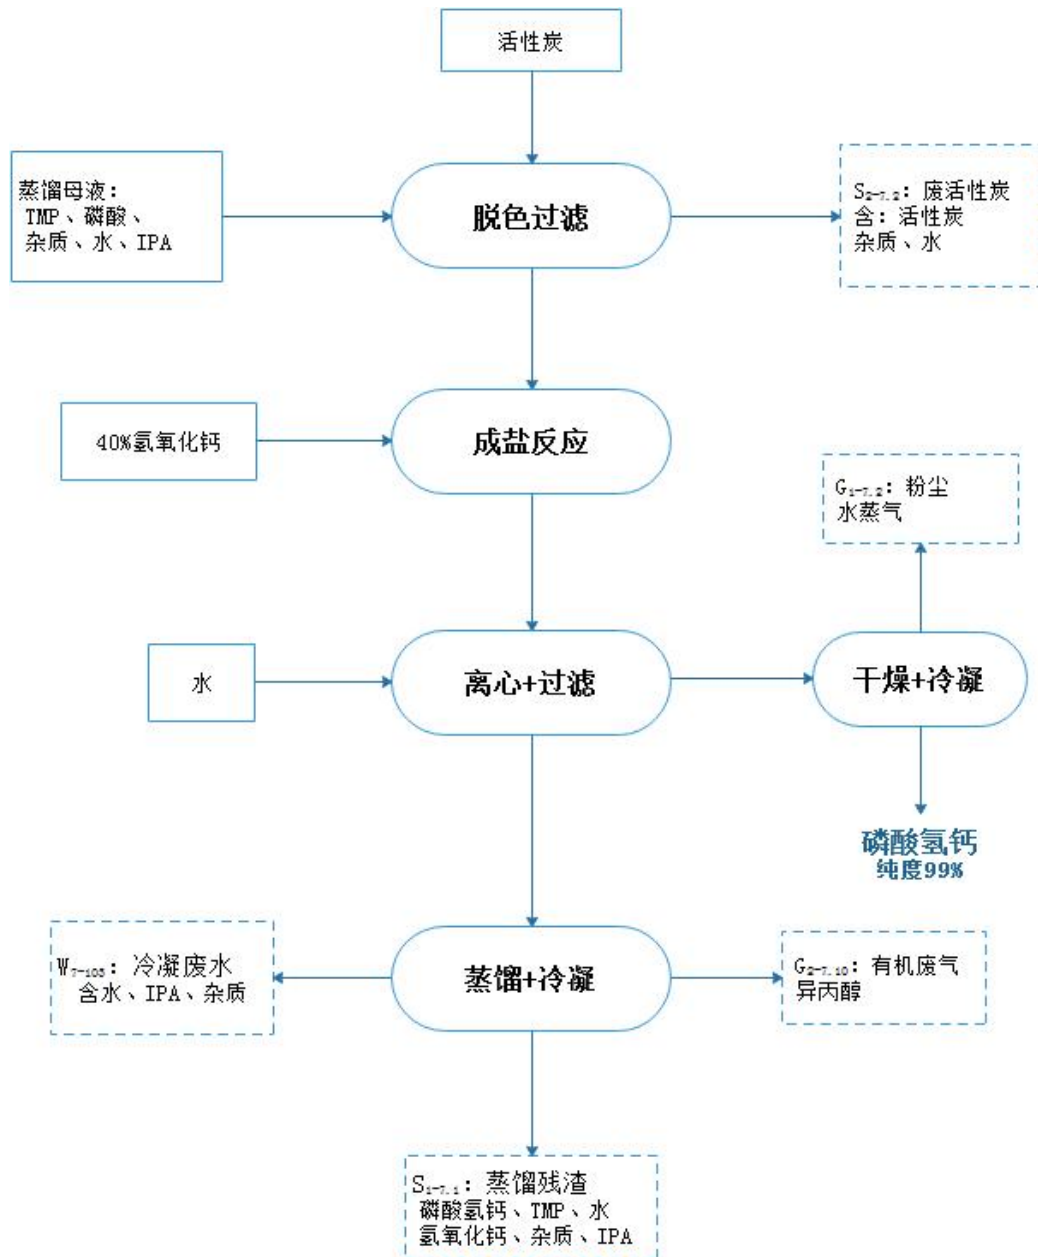 活性炭
蒸馏母液:
TMP、磷酸、
杂质、水、IPA
脱色过滤
S₂₋₇.₂: 废活性炭
含: 活性炭
杂质、水
40%氢氧化钙
成盐反应
G₁₋₇.₂: 粉尘
水蒸气
水
离心+过滤
干燥+冷凝
磷酸氢钙
纯度99%
W₇₋₁₀₃: 冷凝废水
含水、IPA、杂质
蒸馏+冷凝
G₂₋₇.₁₀: 有机废气
异丙醇
S₁₋₇.₁: 蒸馏残渣
磷酸氢钙、TMP、水
氢氧化钙、杂质、IPA